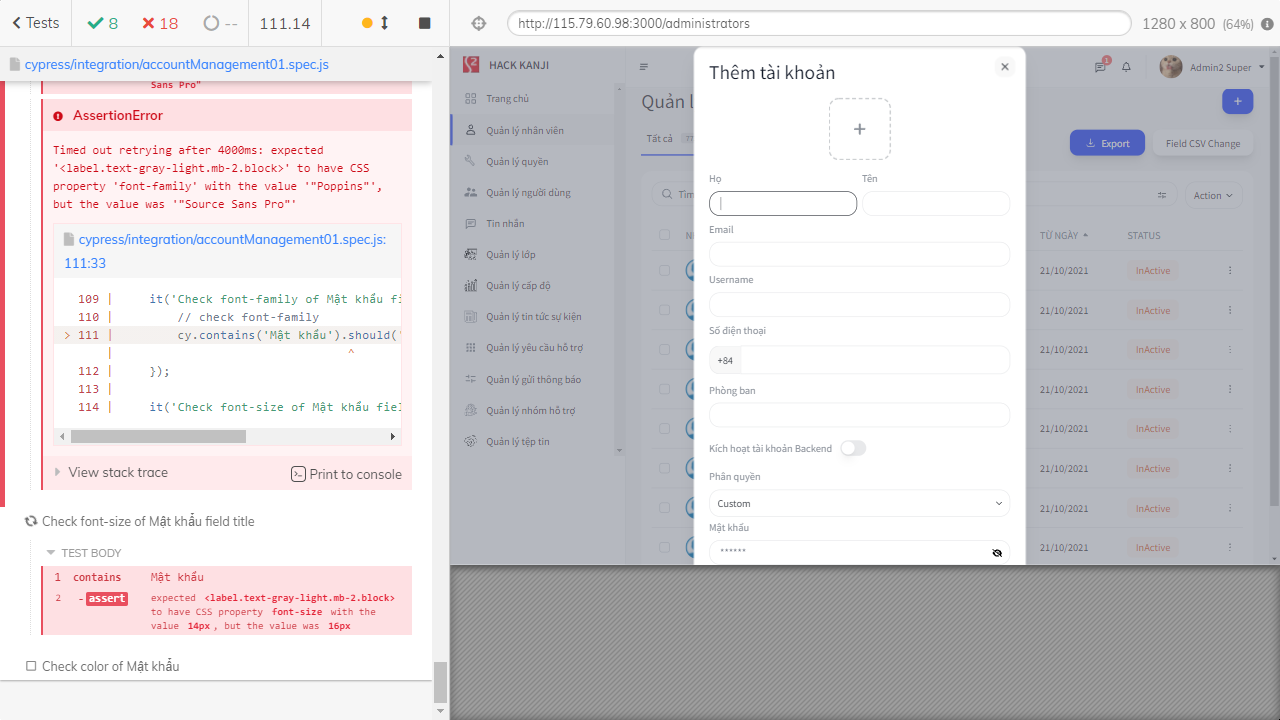 Tests
8
18
--
111.14
http://115.79.60.98:3000/administrators
1280 x 800 (64%)
cypress/integration/accountManagement01.spec.js
Sans Pro"
AssertionError
Timed out retrying after 4000ms: expected
'<label.text-gray-light.mb-2.block>' to have CSS
property 'font-family' with the value '"Poppins"',
but the value was '"Source Sans Pro"'
cypress/integration/accountManagement01.spec.js:
111:33
109 | it('Check font-family of Mật khẩu fi
110 | // check font-family
> 111 | cy.contains('Mật khẩu').should('
| ^
112 | });
113 |
114 | it('Check font-size of Mật khẩu fiel
View stack trace
Print to console
Check font-size of Mật khẩu field title
TEST BODY
1 contains Mật khẩu
2 -assert expected <label.text-gray-light.mb-2.block>
to have CSS property font-size with the
value 14px, but the value was 16px
Check color of Mật khẩu
HACK KANJI
Trang chủ
Quản lý nhân viên
Quản lý quyền
Quản lý người dùng
Tin nhắn
Quản lý lớp
Quản lý cấp độ
Quản lý tin tức sự kiện
Quản lý yêu cầu hỗ trợ
Quản lý gửi thông báo
Quản lý nhóm hỗ trợ
Quản lý tệp tin
1
Admin2 Super
Quản l
+
Tất cả 77
Export
Field CSV Change
Tìm
Action
TỪ NGÀY
STATUS
21/10/2021 InActive
21/10/2021 InActive
21/10/2021 InActive
21/10/2021 InActive
21/10/2021 InActive
21/10/2021 InActive
21/10/2021 InActive
21/10/2021 InActive
Thêm tài khoản
+
Họ
Tên
Email
Username
Số điện thoại
+84
Phòng ban
Kích hoạt tài khoản Backend
Phân quyền
Custom
Mật khẩu
******